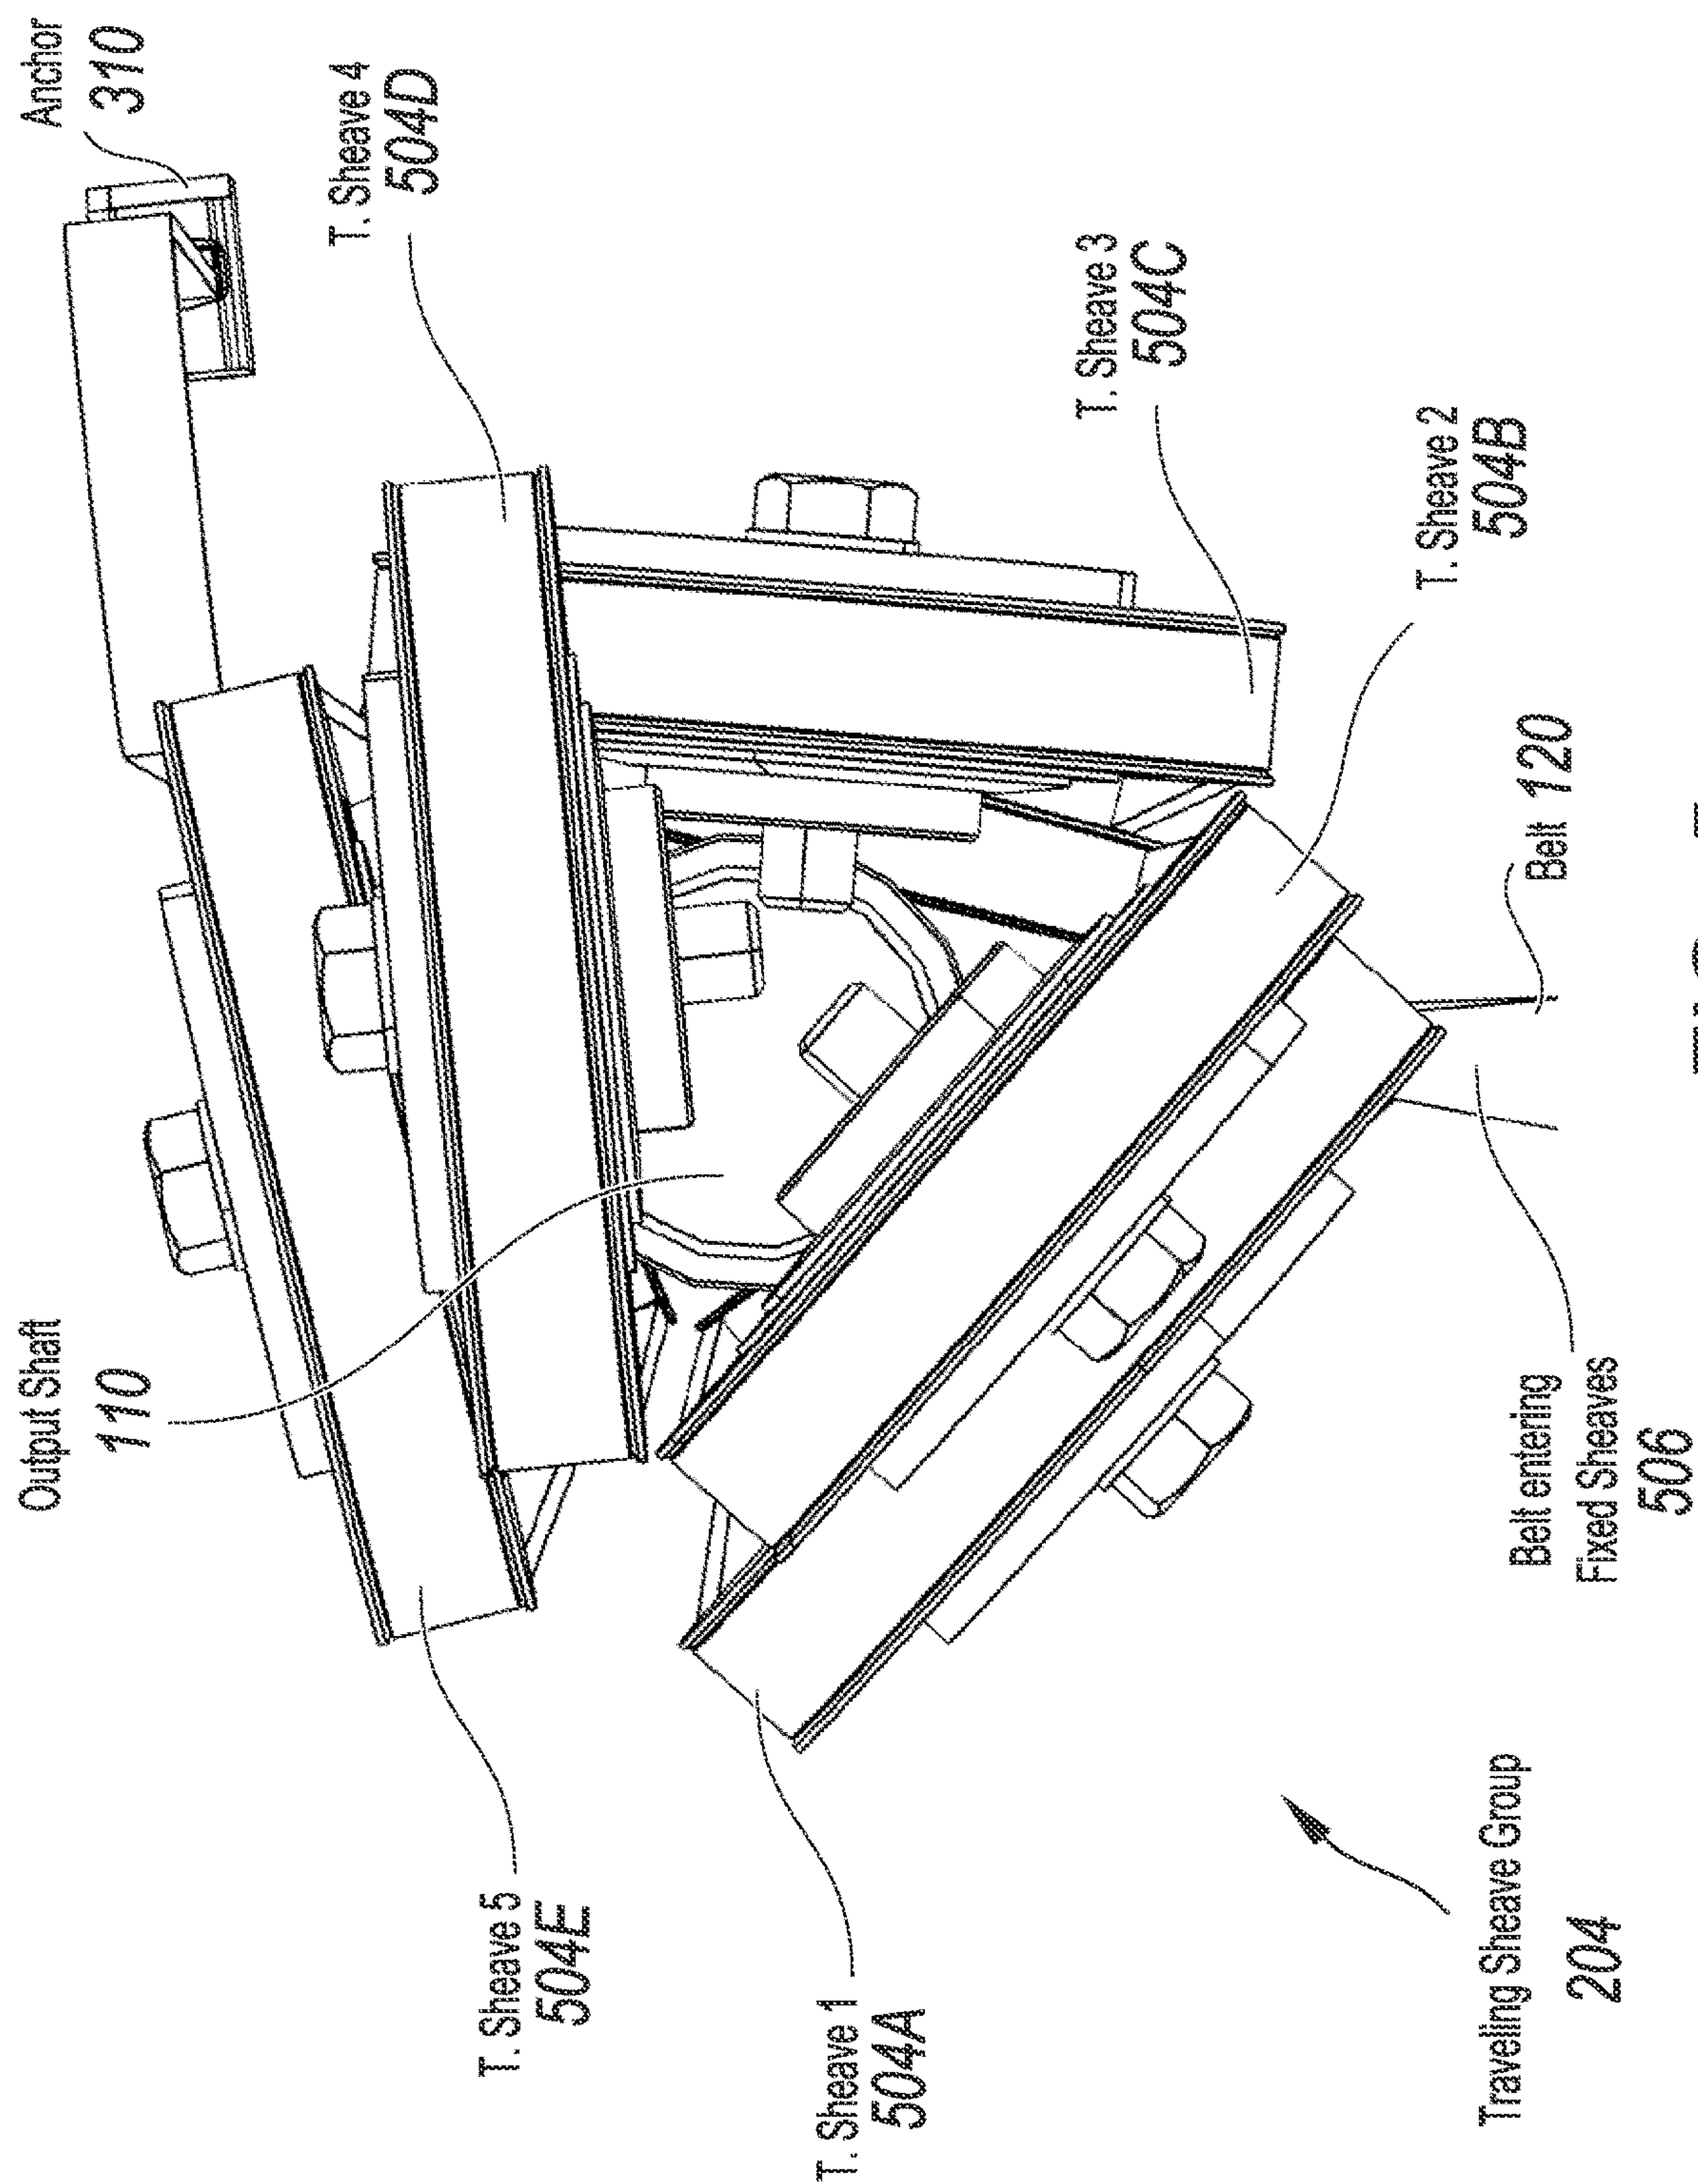 Anchor
310
T. Sheave 4
504D
T. Sheave 3
504C
T. Sheave 2
504B
Belt 120
Output Shaft
110
Belt entering
Fixed Sheaves
506
T. Sheave 5
504E
T. Sheave 1
504A
Travelling Sheave Group
204